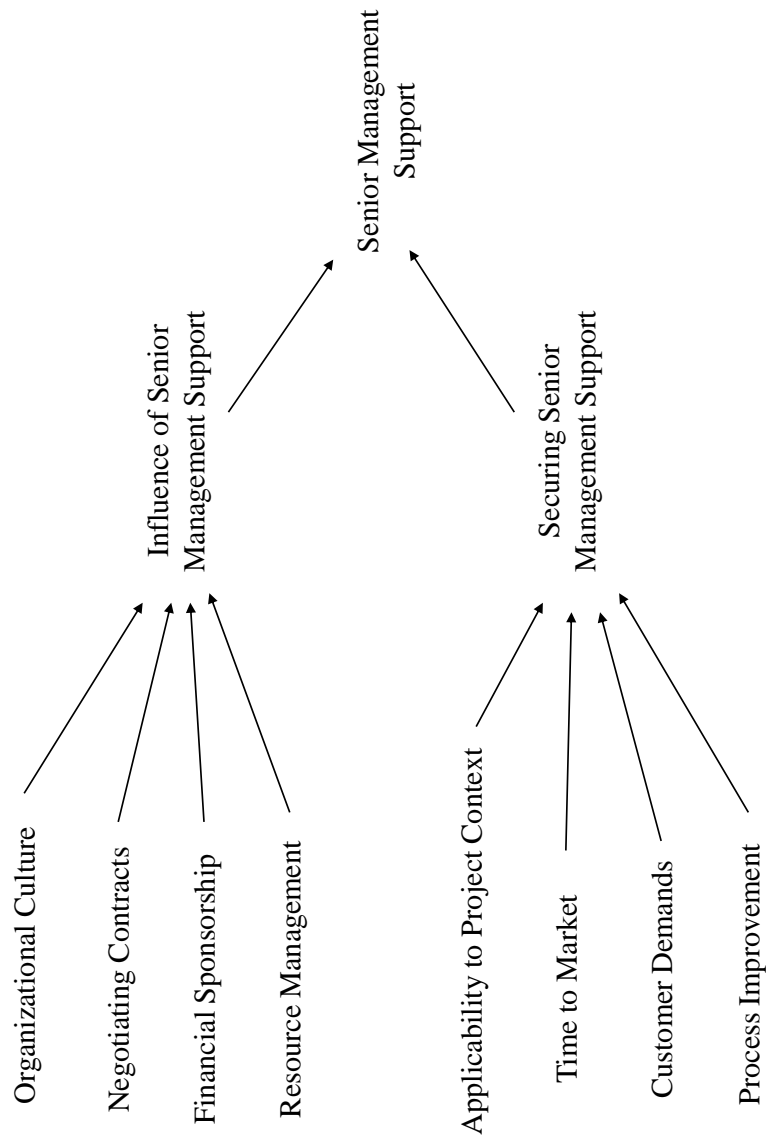 Organizational Culture
Negotiating Contracts
Financial Sponsorship
Resource Management
Applicability to Project Context
Time to Market
Customer Demands
Process Improvement
Influence of Senior
Management Support
Securing Senior
Management Support
Senior Management
Support